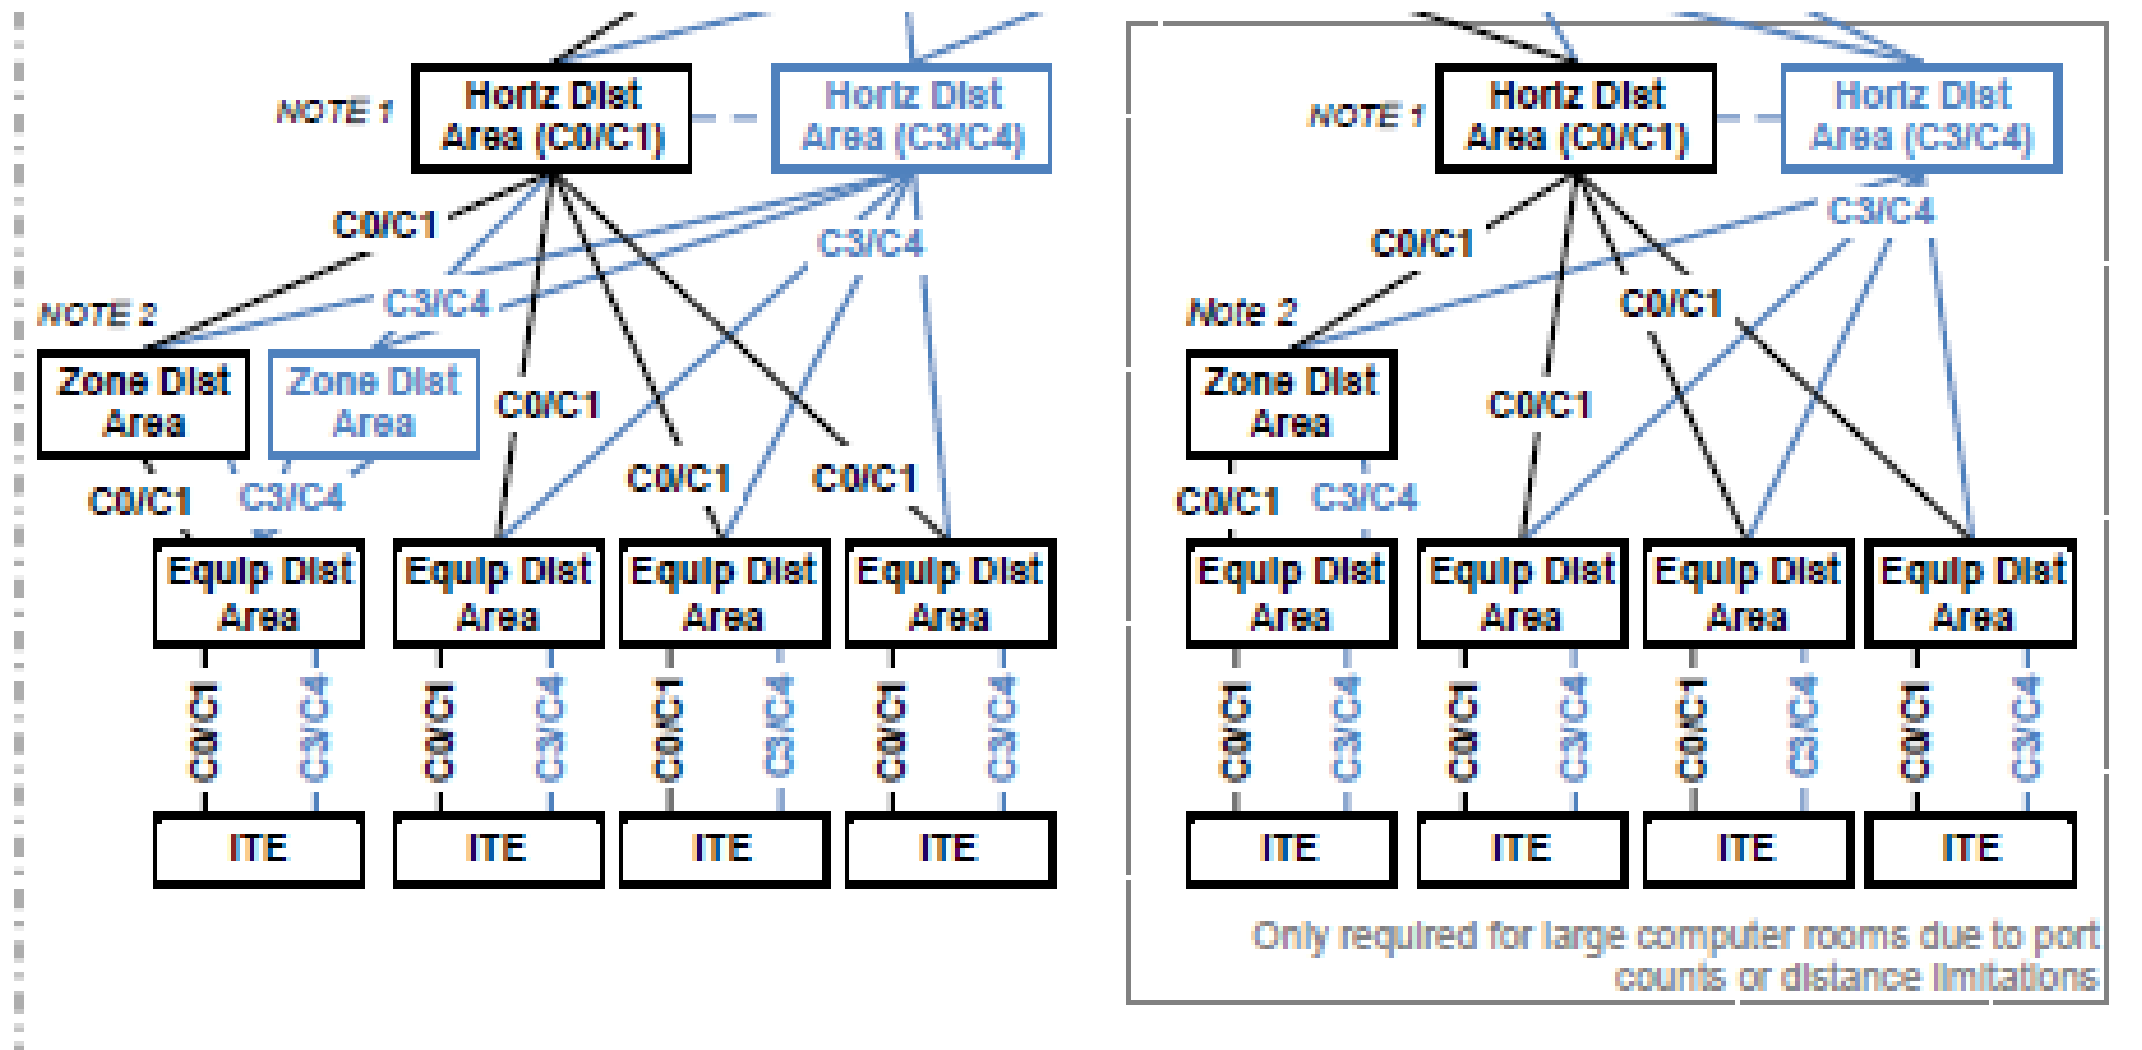 NOTE 1
Horiz Dist
Area (C0/C1)
Horiz Dist
Area (C3/C4)
C0/C1
C3/C4
C3/C4
NOTE 2
Zone Dist
Area
Zone Dist
Area
C0/C1
C0/C1
C3/C4
C0/C1
C0/C1
Equip Dist
Area
Equip Dist
Area
Equip Dist
Area
Equip Dist
Area
C0/C1
C3/C4
C0/C1
C3/C4
C0/C1
C3/C4
C0/C1
C3/C4
ITE
ITE
ITE
ITE
NOTE 1
Horiz Dist
Area (C0/C1)
Horiz Dist
Area (C3/C4)
C3/C4
C0/C1
C0/C1
Note 2
Zone Dist
Area
C0/C1
C0/C1
C3/C4
Equip Dist
Area
Equip Dist
Area
Equip Dist
Area
Equip Dist
Area
C0/C1
C3/C4
C0/C1
C3/C4
C0/C1
C3/C4
C0/C1
C3/C4
ITE
ITE
ITE
ITE
Only required for large computer rooms due to port
counts or distance limitations